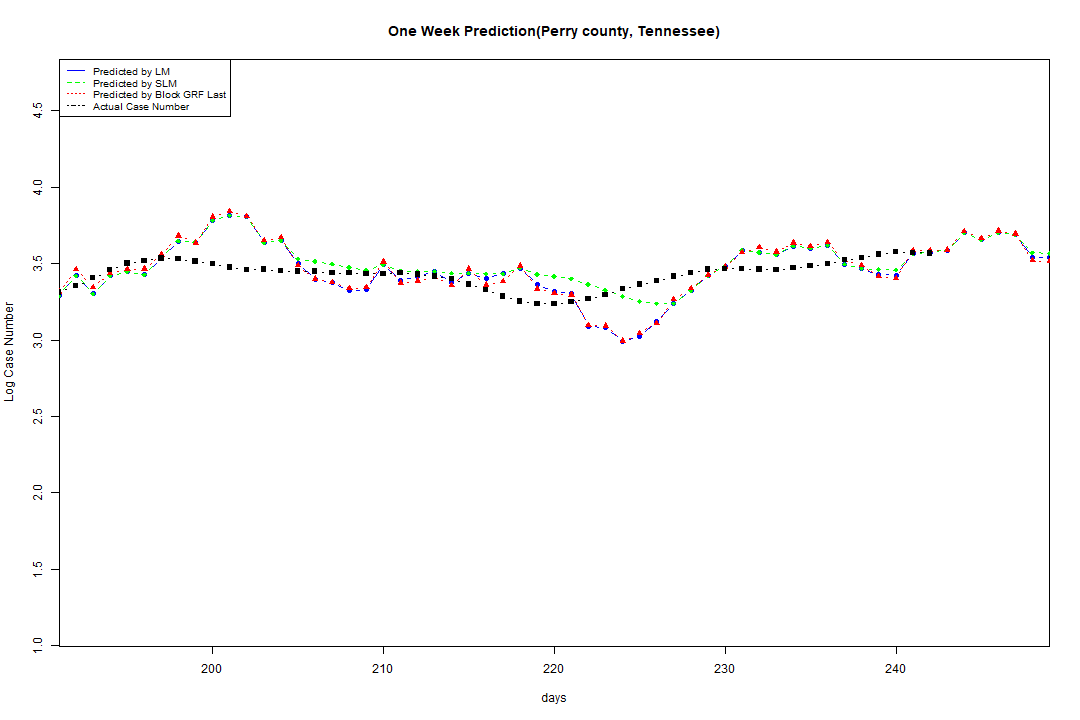 One Week Prediction(Perry county, Tennessee)
Predicted by LM
Predicted by SLM
Predicted by Block GRF Last
Actual Case Number
4.5
4.0
3.5
3.0
2.5
2.0
1.5
1.0
Log Case Number
200 210 220 230 240
days